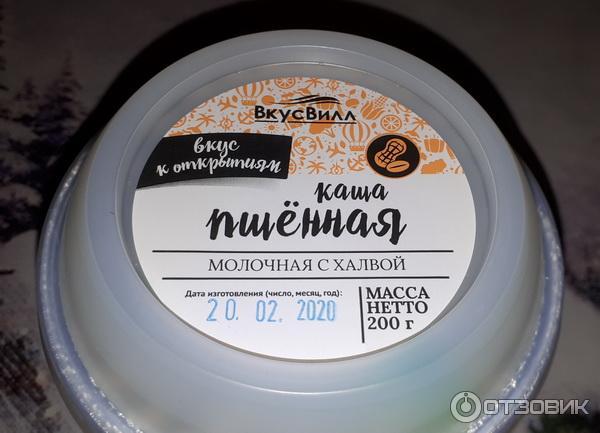 ВкусВилл
вкус
к открытиям
каша
пшённая
МОЛОЧНАЯ С ХАЛВОЙ
Дата изготовления (число, месяц, год):
20. 02. 2020
МАССА
НЕТТО
200 г
ОТЗОВИК